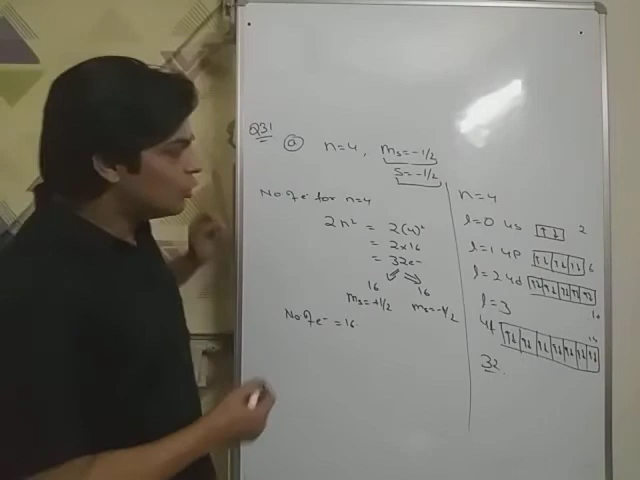 Q31
(a) n=4, ms=-1/2
s=-1/2
No of e- for n=4
2n² = 2(4)²
= 2x16
= 32e-
16 16
ms=+1/2 ms=-1/2
No of e- = 16
n=4
l=0 4s ↑↓ 2
l=1 4p ↑↓ ↑↓ ↑↓ 6
l=2 4d ↑↓ ↑↓ ↑↓ ↑↓ ↑↓
10
l=3
14
4f ↑↓ ↑↓ ↑↓ ↑↓ ↑↓ ↑↓ ↑↓
32.